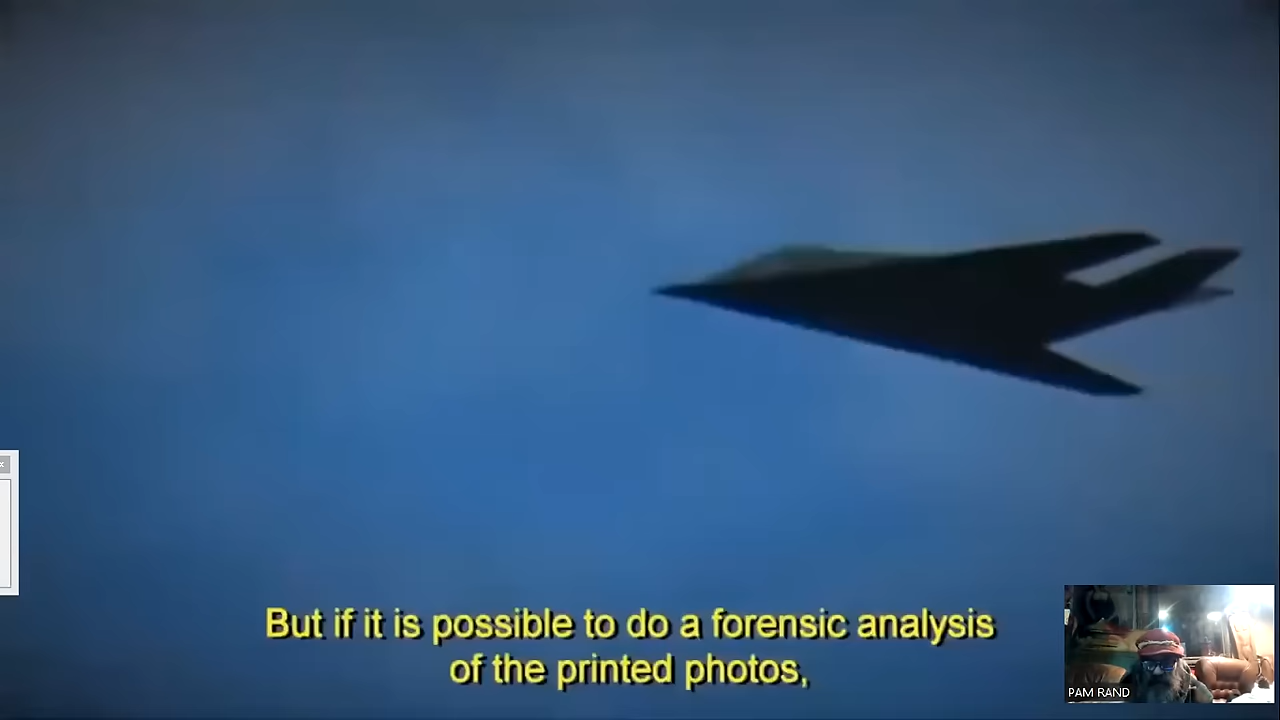 But if it is possible to do a forensic analysis
of the printed photos,
PAM RAND